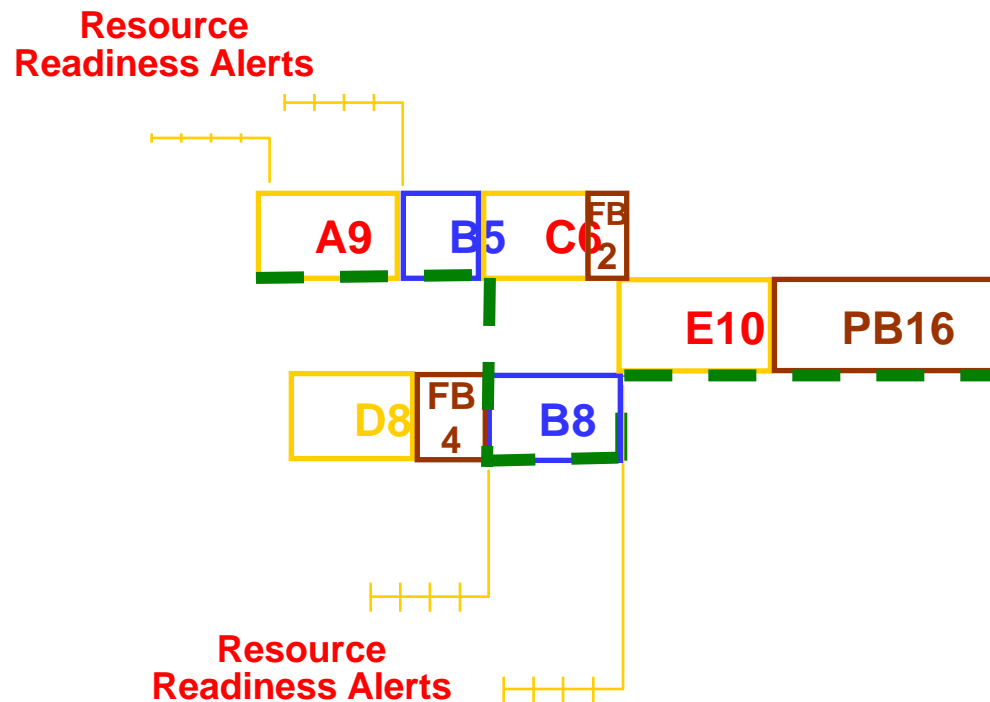 Resource
Readiness Alerts
A9
B5
C6
FB
2
E10
PB16
D8
FB
4
B8
Resource
Readiness Alerts